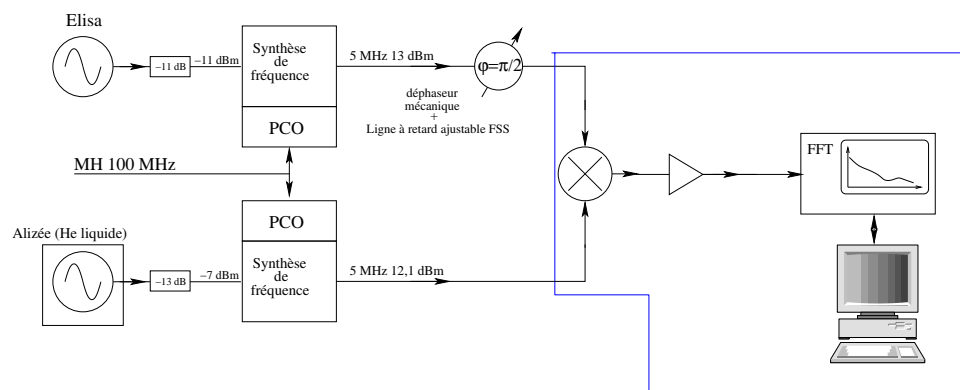 Elisa
−11 dB
−11 dBm
Synthèse
de
fréquence
5 MHz 13 dBm
φ=π/2
déphaseur
mécanique
+
Ligne à retard ajustable FSS
PCO
MH 100 MHz
FFT
PCO
Alizée (He liquide)
−13 dB
−7 dBm
Synthèse
de
fréquence
5 MHz 12,1 dBm